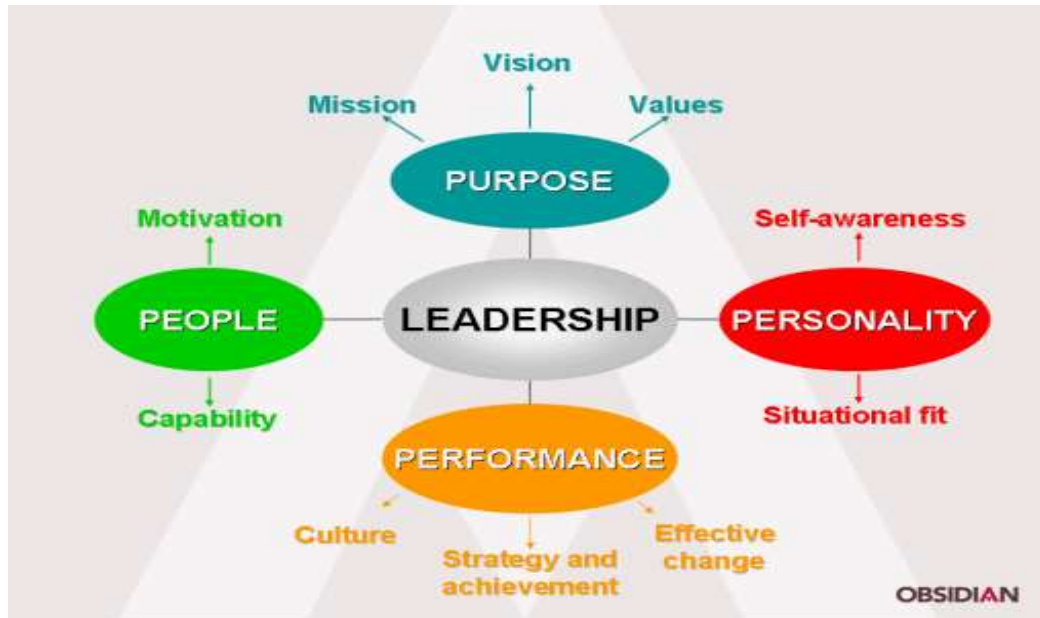 Vision
Mission
Values
PURPOSE
Motivation
Self-awareness
PEOPLE
LEADERSHIP
PERSONALITY
Capability
Situational fit
PERFORMANCE
Culture
Strategy and
achievement
Effective
change
OBSIDIAN